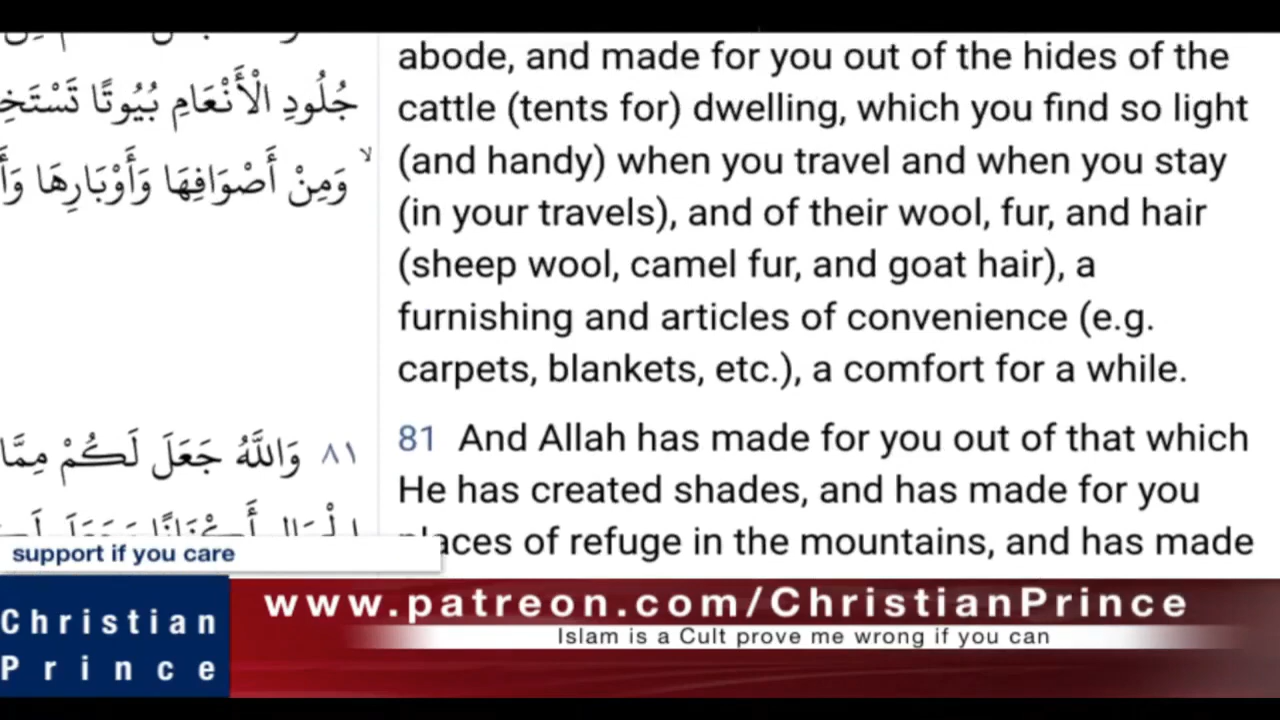 abode, and made for you out of the hides of the
cattle (tents for) dwelling, which you find so light
(and handy) when you travel and when you stay
(in your travels), and of their wool, fur, and hair
(sheep wool, camel fur, and goat hair), a
furnishing and articles of convenience (e.g.
carpets, blankets, etc.), a comfort for a while.
81 And Allah has made for you out of that which
He has created shades, and has made for you
places of refuge in the mountains, and has made
جُلُودِ الْأَنْعَامِ بُيُوتًا
وَمِنْ أَصْوَافِهَا وَأَوْبَارِهَا
٨١ وَاللَّهُ جَعَلَ لَكُمْ مِمَّا
support if you care
Christian
Prince
www.patreon.com/ChristianPrince
Islam is a Cult prove me wrong if you can